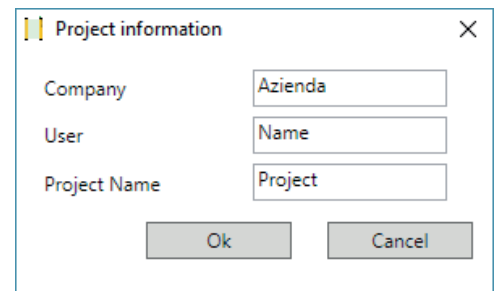 Project information
Company Azienda
User Name
Project Name Project
Ok Cancel